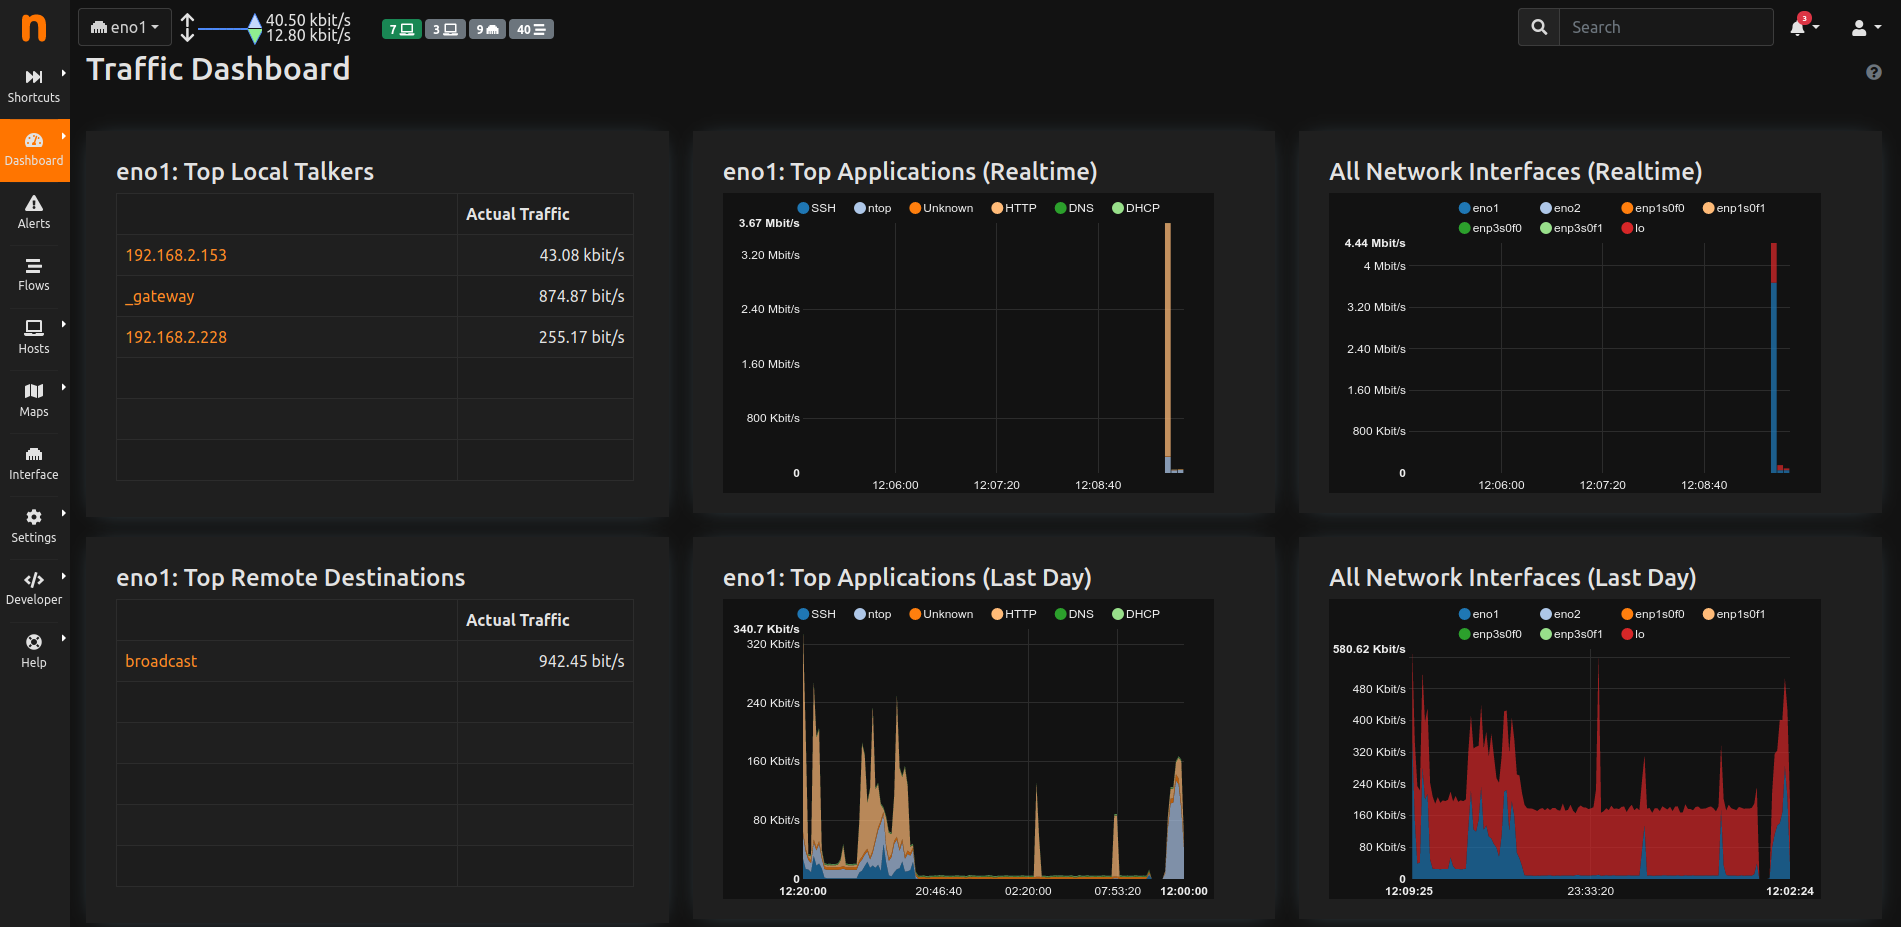 n
eno1
40.50 kbit/s
12.80 kbit/s
7
3
9
40
Search
3
Traffic Dashboard
Shortcuts
Dashboard
Alerts
Flows
Hosts
Maps
Interface
Settings
Developer
Help
eno1: Top Local Talkers
Actual Traffic
192.168.2.153 43.08 kbit/s
_gateway 874.87 bit/s
192.168.2.228 255.17 bit/s
eno1: Top Applications (Realtime)
SSH ntop Unknown HTTP DNS DHCP
3.67 Mbit/s
3.20 Mbit/s
2.40 Mbit/s
1.60 Mbit/s
800 Kbit/s
0
12:06:00 12:07:20 12:08:40
All Network Interfaces (Realtime)
eno1 eno2 enp1s0f0 enp1s0f1
enp3s0f0 enp3s0f1 lo
4.44 Mbit/s
4 Mbit/s
3.20 Mbit/s
2.40 Mbit/s
1.60 Mbit/s
800 Kbit/s
0
12:06:00 12:07:20 12:08:40
eno1: Top Remote Destinations
Actual Traffic
broadcast 942.45 bit/s
eno1: Top Applications (Last Day)
SSH ntop Unknown HTTP DNS DHCP
340.7 Kbit/s
320 Kbit/s
240 Kbit/s
160 Kbit/s
80 Kbit/s
0
12:20:00 20:46:40 02:20:00 07:53:20 12:00:00
All Network Interfaces (Last Day)
eno1 eno2 enp1s0f0 enp1s0f1
enp3s0f0 enp3s0f1 lo
580.62 Kbit/s
480 Kbit/s
400 Kbit/s
320 Kbit/s
240 Kbit/s
160 Kbit/s
80 Kbit/s
0
12:09:25 23:33:20 12:02:24